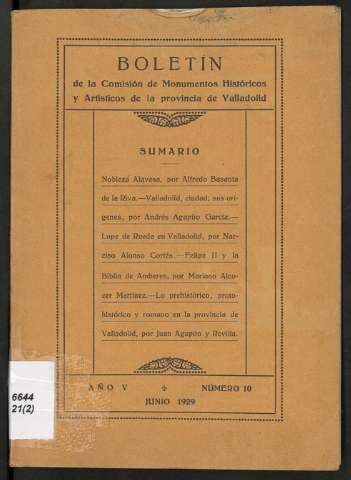 BOLETÍN
de la Comisión de Monumentos Históricos
y Artísticos de la provincia de Valladolid
SUMARIO
Nobleza Alavesa, por Alfredo Basanta
de la Riva.—Valladolid, ciudad; sus orí-
genes, por Andrés Agapito García.—
Lope de Rueda en Valladolid, por Nar-
ciso Alonso Cortés.—Felipe II y la
Biblia de Amberes, por Mariano Alco-
cer Martínez.—Lo prehistórico, proto-
histórico y romano en la provincia de
Valladolid, por Juan Agapito y Revilla.
AÑO V NÚMERO 10
JUNIO 1929
6644
21(2)